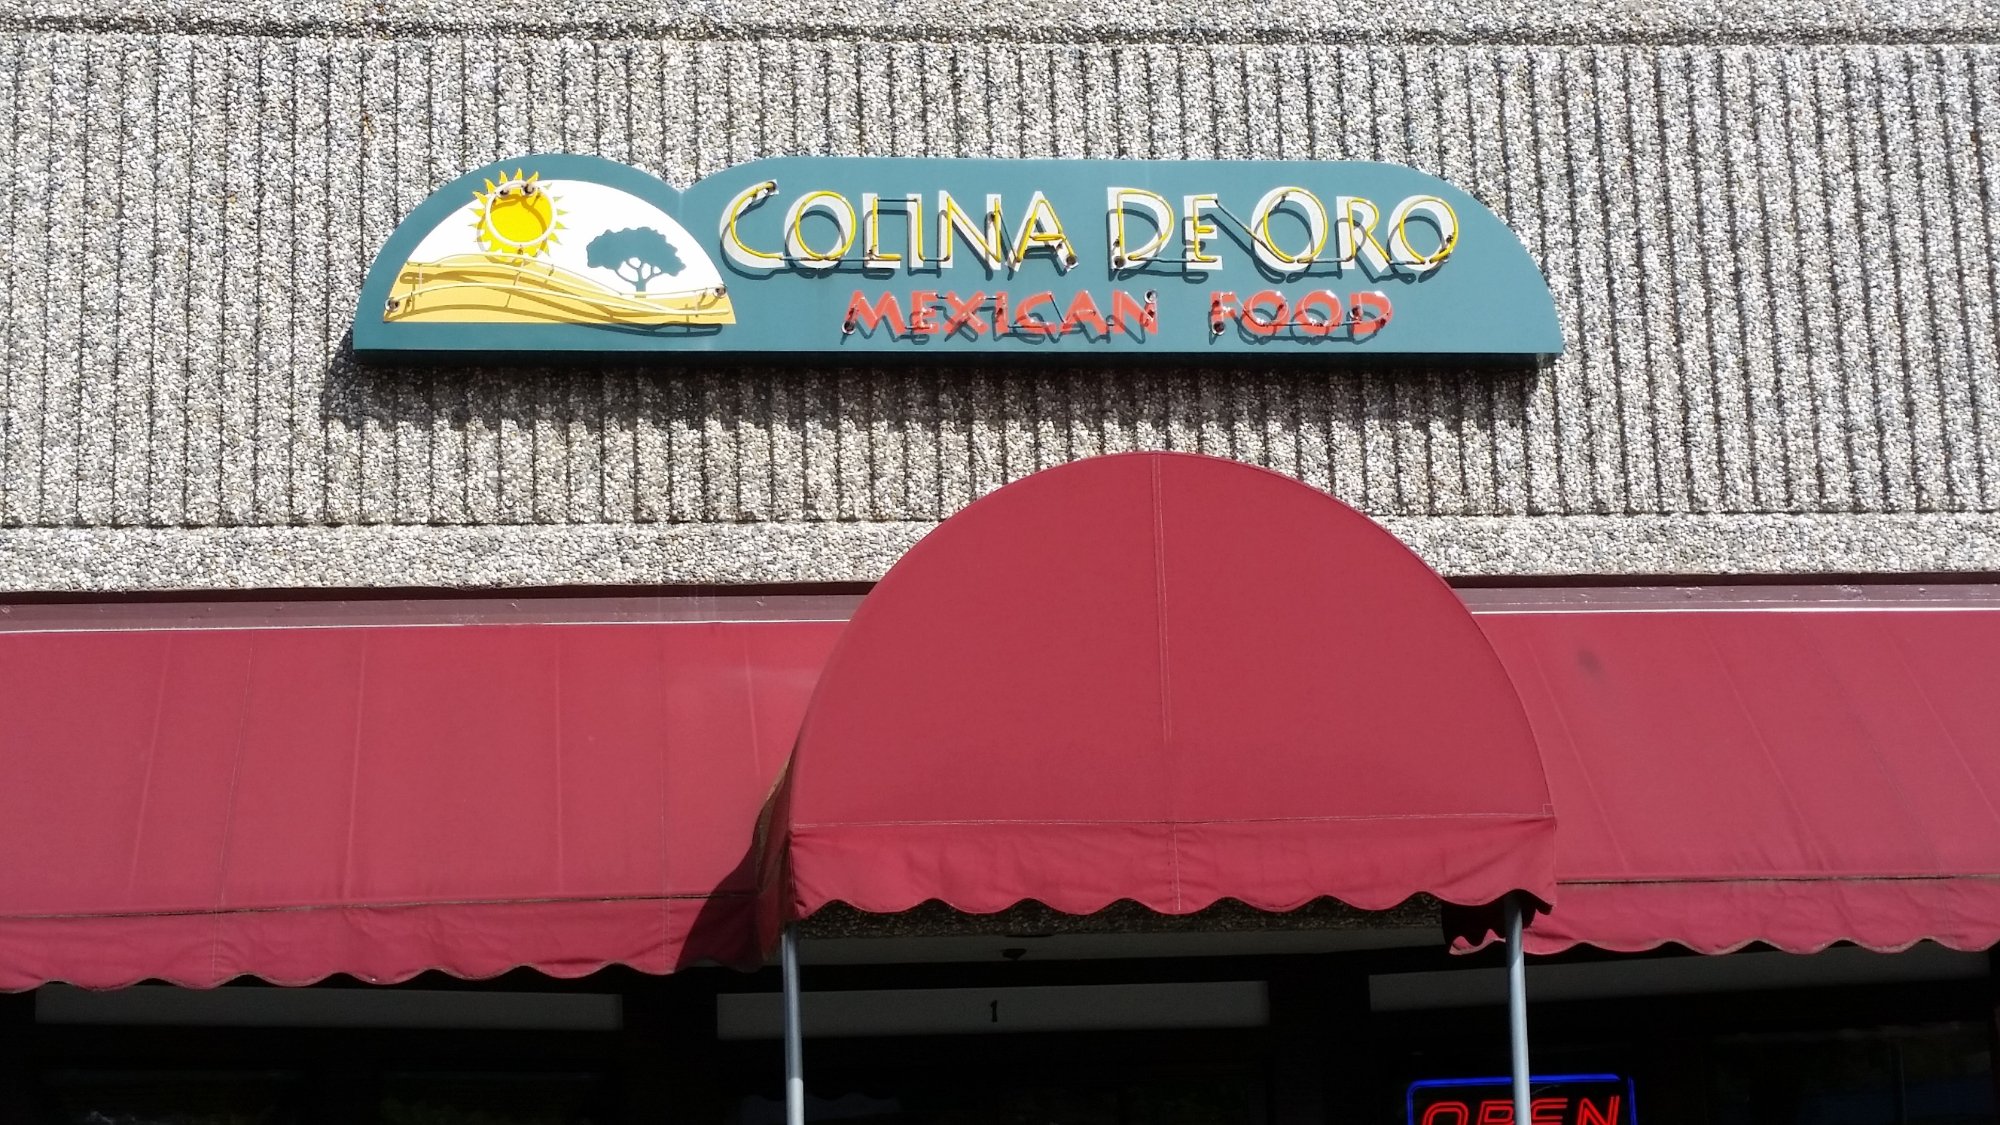 COLINA DE ORO
MEXICAN FOOD
1
OPEN